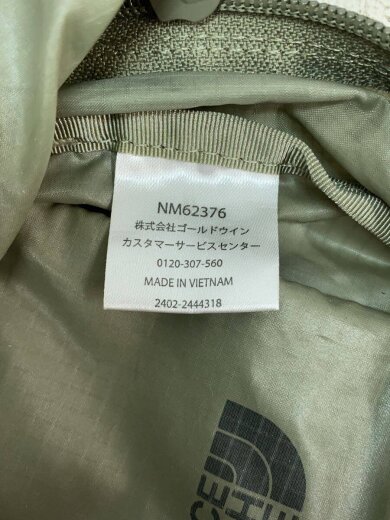 NM62376
株式会社ゴールドウイン
カスタマーサービスセンター
0120-307-560
MADE IN VIETNAM
2402-2444318
THE